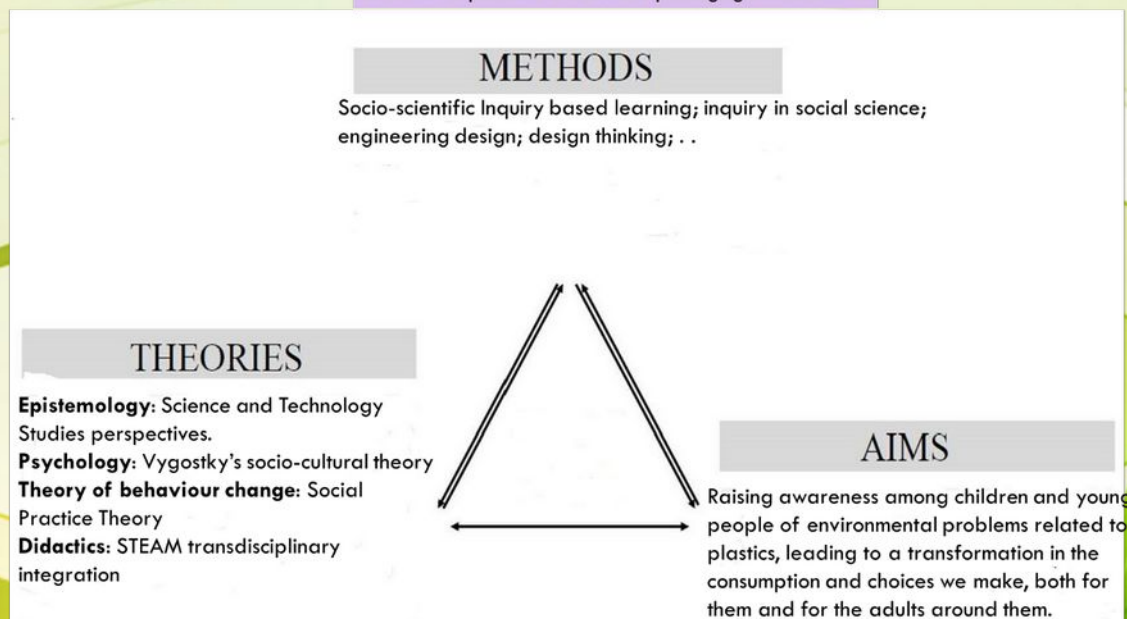 METHODS
Socio-scientific Inquiry based learning; inquiry in social science;
engineering design; design thinking; . .
THEORIES
Epistemology: Science and Technology
Studies perspectives.
Psychology: Vygostky's socio-cultural theory
Theory of behaviour change: Social
Practice Theory
Didactics: STEAM transdisciplinary
integration
AIMS
Raising awareness among children and young
people of environmental problems related to
plastics, leading to a transformation in the
consumption and choices we make, both for
them and for the adults around them.